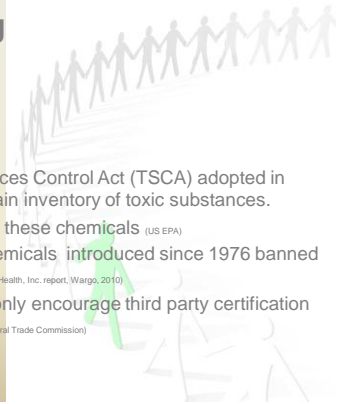 ces Control Act (TSCA) adopted in
ain inventory of toxic substances.
these chemicals (US EPA)
emicals introduced since 1976 banned
Health, Inc. report, Wargo, 2010)
only encourage third party certification
ral Trade Commission)